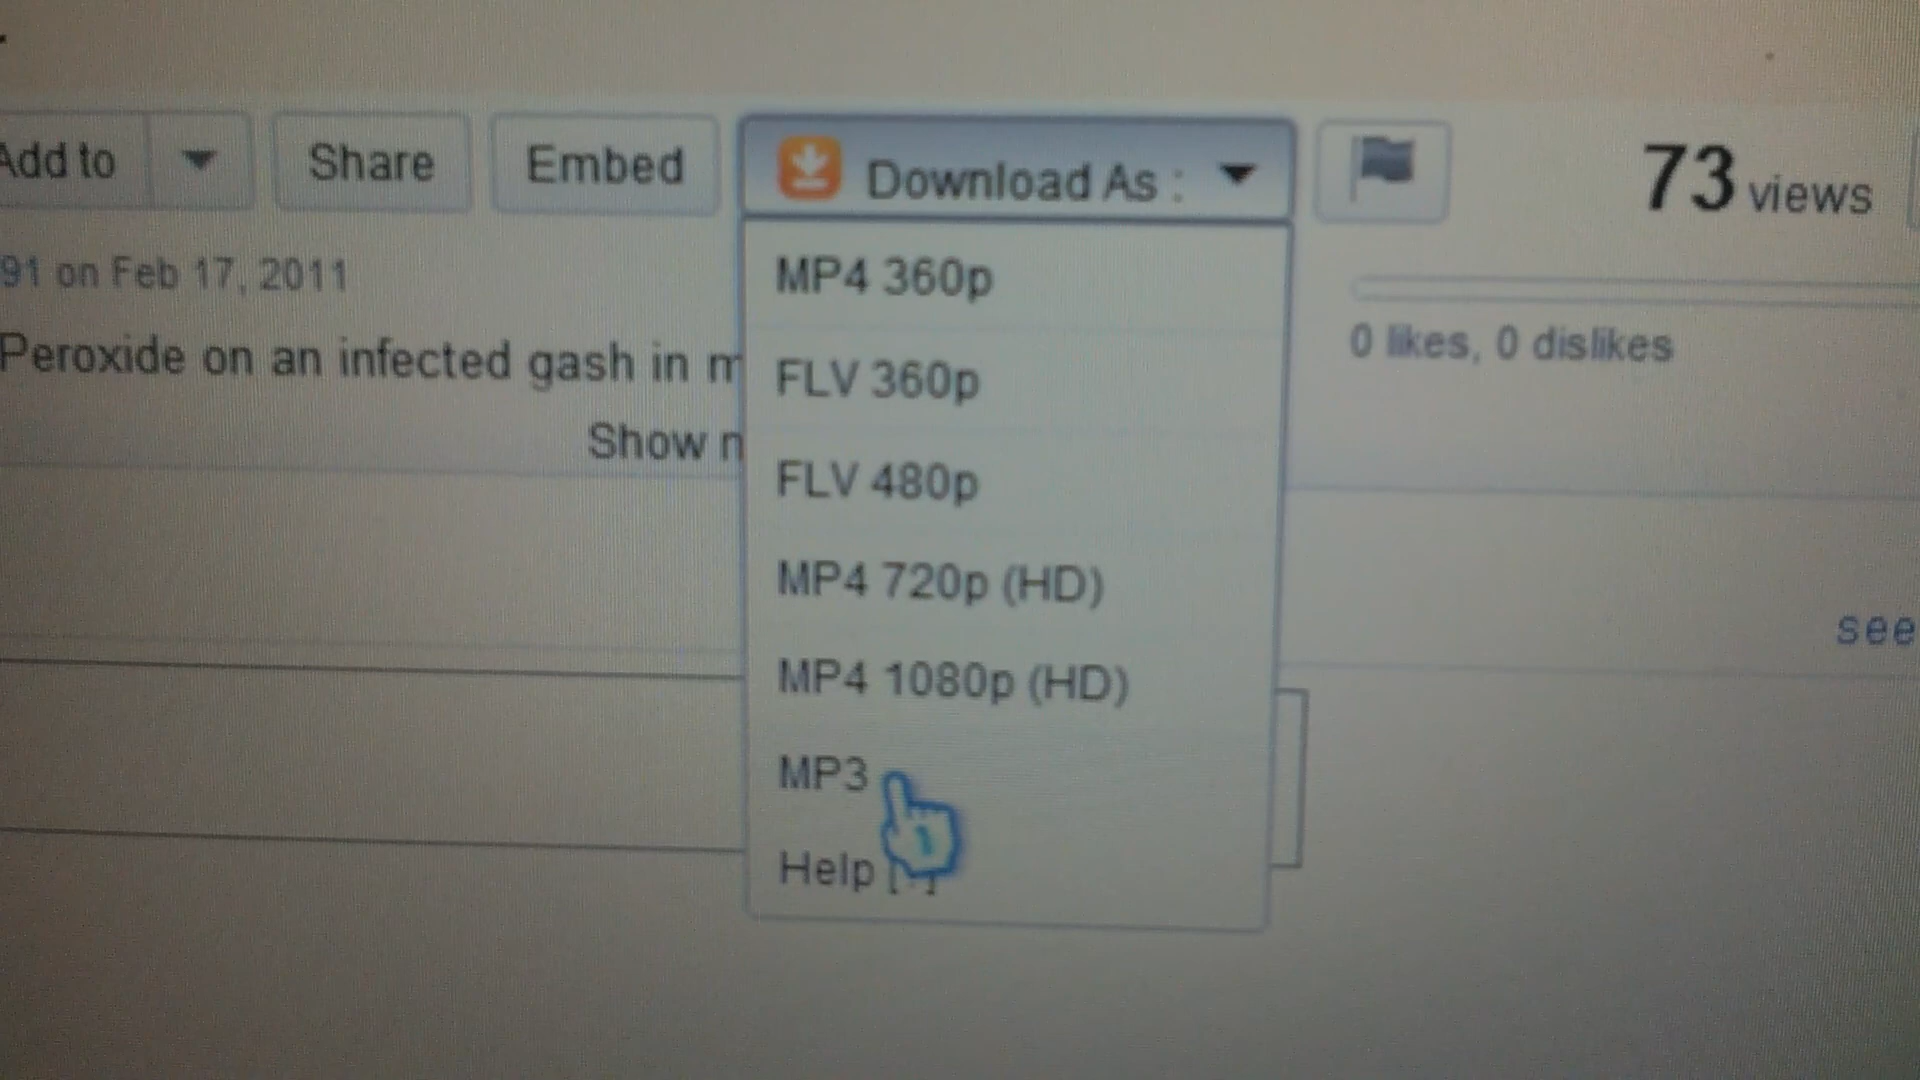 Add to
Share
Embed
Download As :
73 views
91 on Feb 17, 2011
MP4 360p
0 likes, 0 dislikes
Peroxide on an infected gash in
FLV 360p
Show
FLV 480p
MP4 720p (HD)
see
MP4 1080p (HD)
MP3
Help